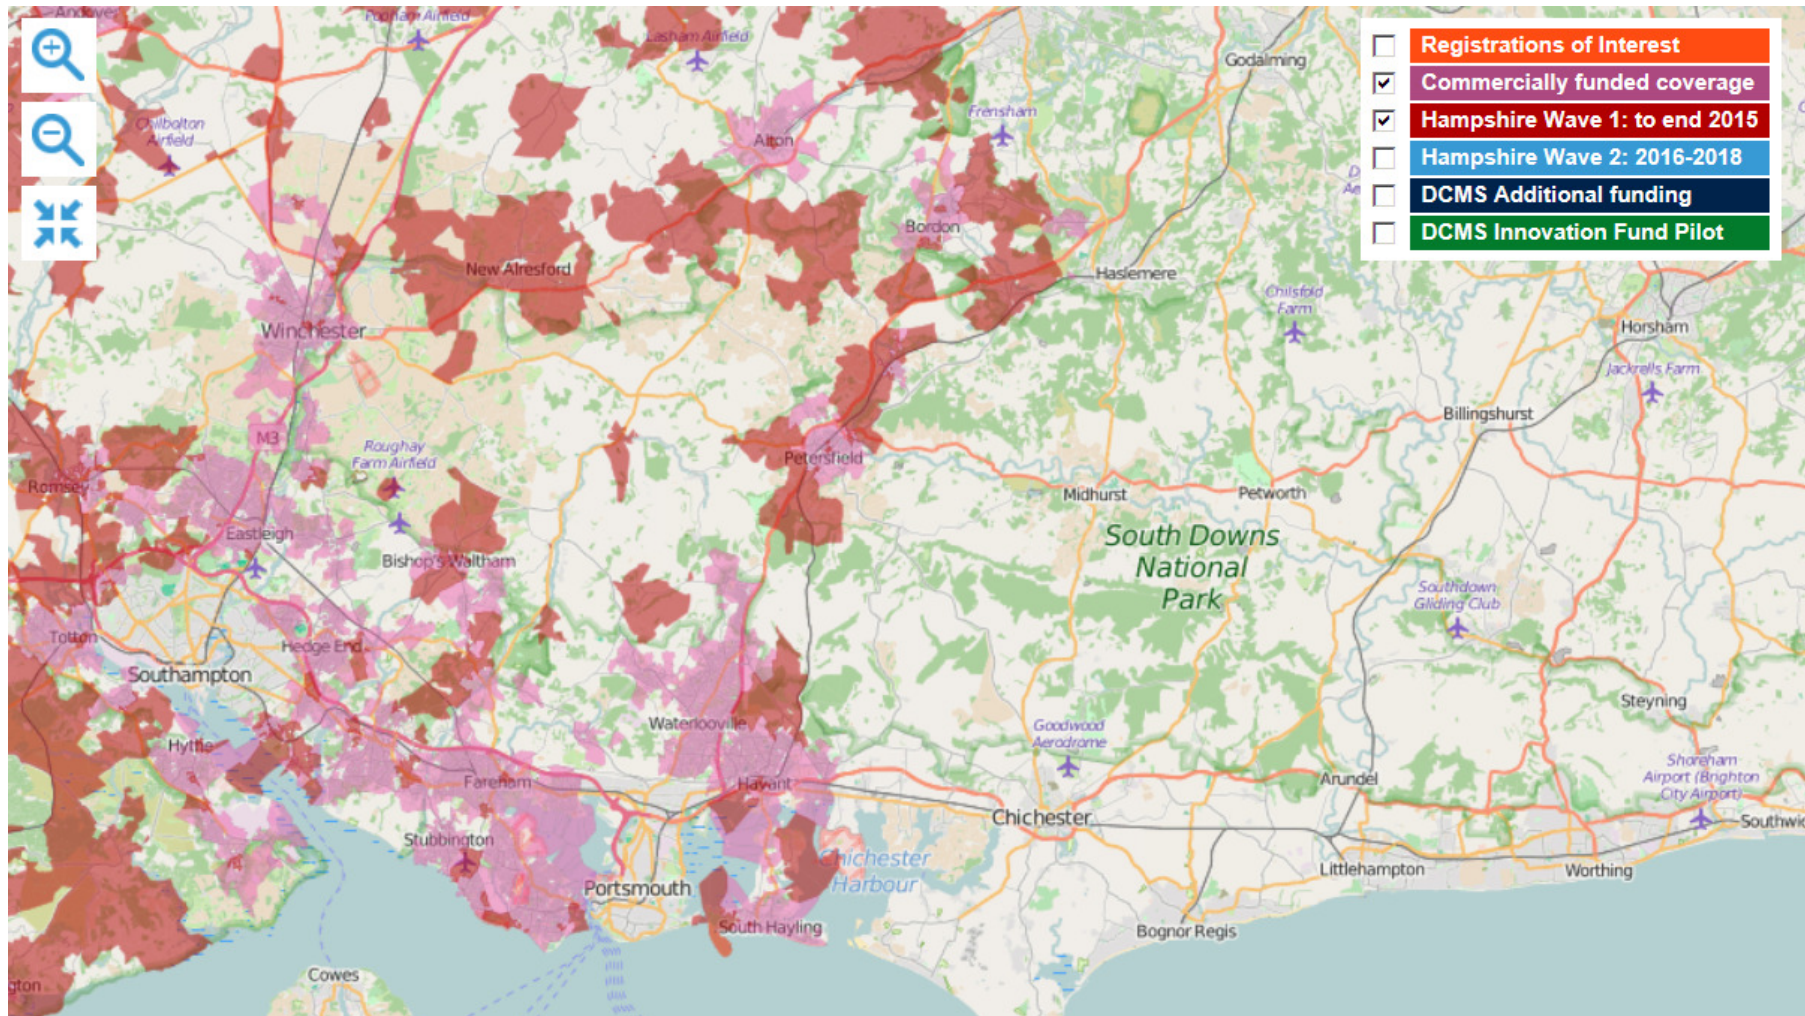 Andover
Popham Airfield
Lasham Airfield
Godalming
Registrations of Interest
Commercially funded coverage
Hampshire Wave 1: to end 2015
Hampshire Wave 2: 2016-2018
DCMS Additional funding
DCMS Innovation Fund Pilot
Chilbolton
Airfield
Alton
Frensham
Bordon
New Alresford
Haslemere
Winchester
Chilsfold
Farm
Horsham
Jackrells Farm
Billingshurst
M3
Roughay
Farm Airfield
Petersfield
Romsey
Midhurst
Petworth
Eastleigh
Bishop's Waltham
South Downs
National
Park
Southdown
Gliding Club
Totton
Hedge End
Southampton
Steyning
Waterlooville
Hythe
Goodwood
Aerodrome
Fareham
Havant
Arundel
Shoreham
Airport (Brighton
City Airport)
Chichester
Southwic
Stubbington
Chichester
Harbour
Portsmouth
Littlehampton
Worthing
South Hayling
Bognor Regis
Cowes
gton